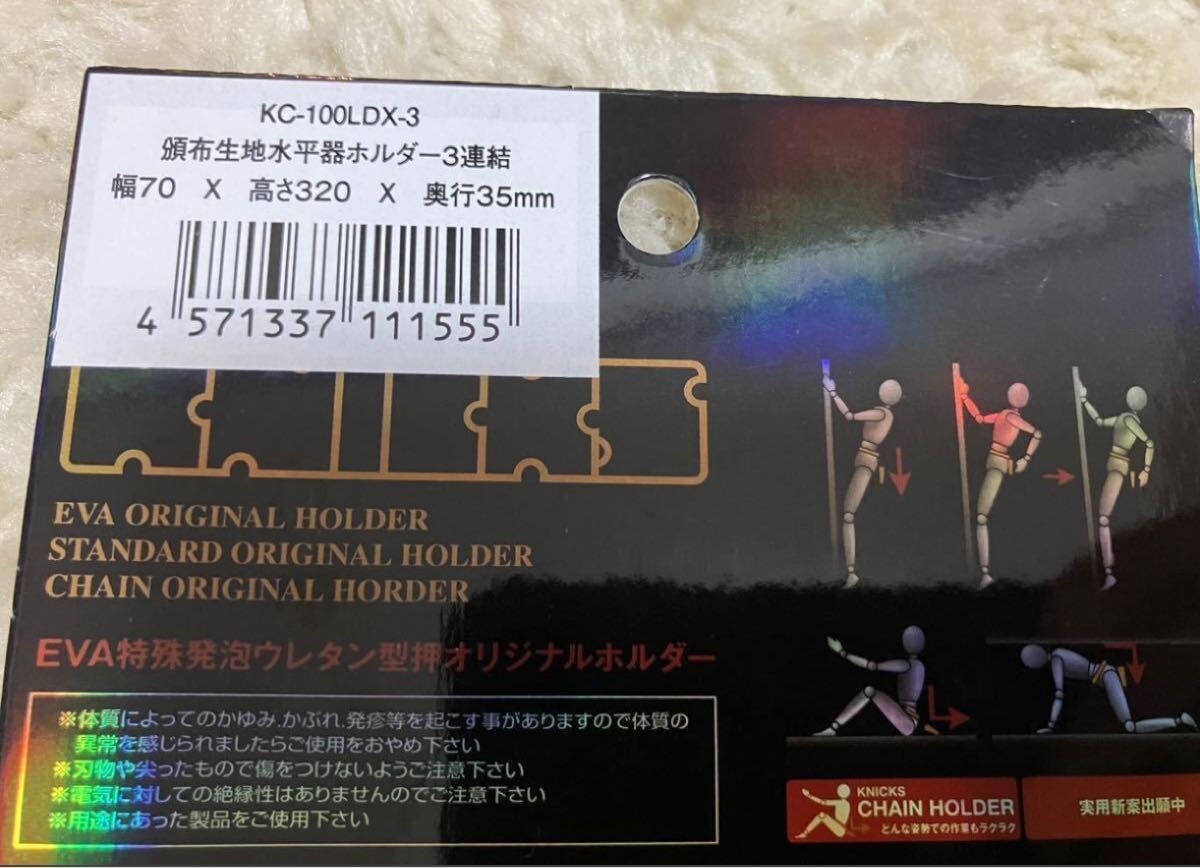 KC-100LDX-3
頒布生地水平器ホルダー3連結
幅70 X 高さ320 X 奥行35mm
4 571337 111555
EVA ORIGINAL HOLDER
STANDARD ORIGINAL HOLDER
CHAIN ORIGINAL HORDER
EVA特殊発泡ウレタン型押オリジナルホルダー
※体質によってのかゆみ.かぶれ.発疹等を起こす事がありますので体質の
異常を感じられましたらご使用をおやめ下さい
※刃物や尖ったもので傷をつけないようご注意下さい
※電気に対しての絶縁性はありませんのでご注意下さい
※用途にあった製品をご使用下さい
KNICKS
CHAIN HOLDER
どんな姿勢での作業もラクラク
実用新案出願中